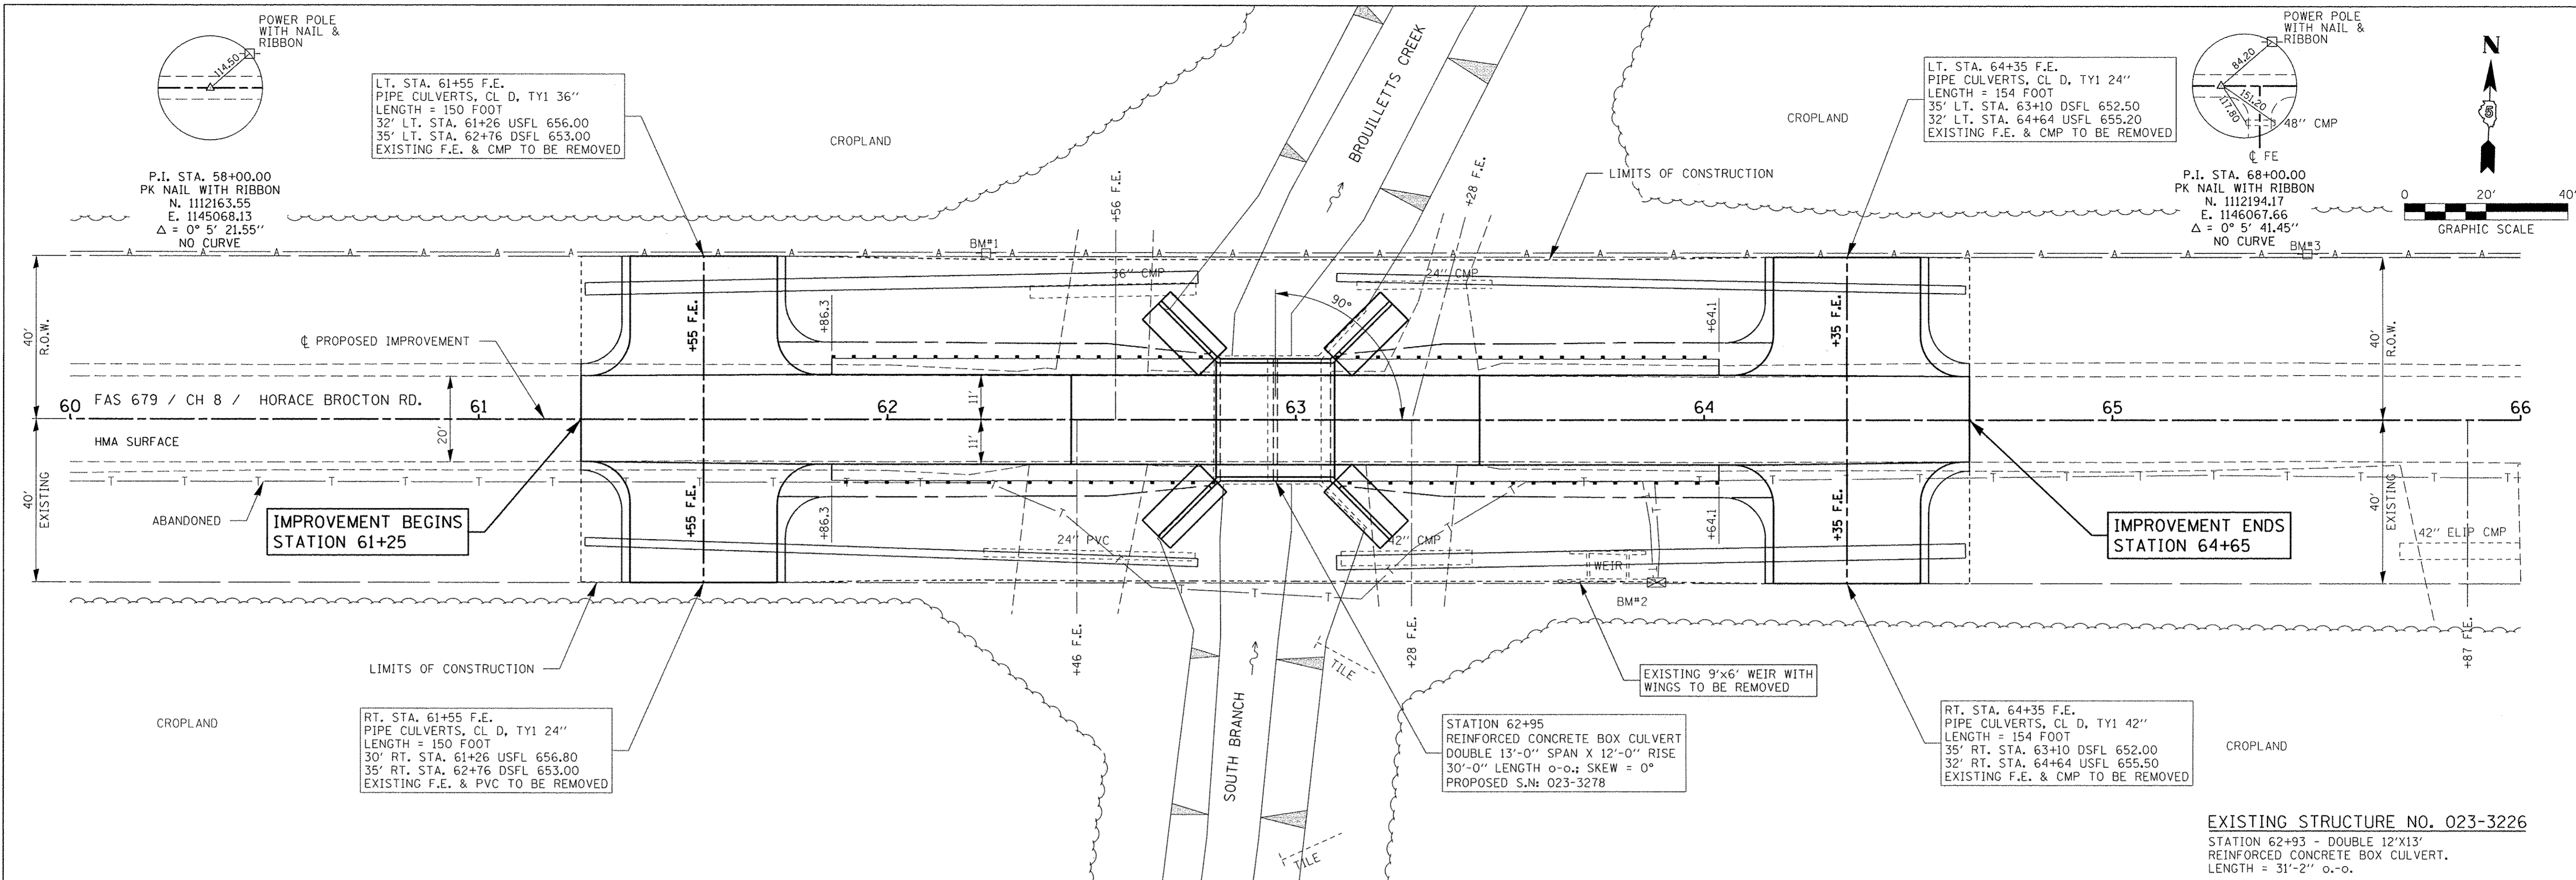 POWER POLE
WITH NAIL &
RIBBON
114.50
P.I. STA. 58+00.00
PK NAIL WITH RIBBON
N. 1112163.55
E. 1145068.13
Δ = 0° 5' 21.55''
NO CURVE
LT. STA. 61+55 F.E.
PIPE CULVERTS, CL D, TY1 36''
LENGTH = 150 FOOT
32' LT. STA. 61+26 USFL 656.00
35' LT. STA. 62+76 DSFL 653.00
EXISTING F.E. & CMP TO BE REMOVED
CROPLAND
BROUILLETTS CREEK
LIMITS OF CONSTRUCTION
CROPLAND
LT. STA. 64+35 F.E.
PIPE CULVERTS, CL D, TY1 24''
LENGTH = 154 FOOT
35' LT. STA. 63+10 DSFL 652.50
32' LT. STA. 64+64 USFL 655.20
EXISTING F.E. & CMP TO BE REMOVED
POWER POLE
WITH NAIL &
RIBBON
84.20
151.20
117.80
48'' CMP
℄ FE
P.I. STA. 68+00.00
PK NAIL WITH RIBBON
N. 1112194.17
E. 1146067.66
Δ = 0° 5' 41.45''
NO CURVE
N
5
0 20' 40'
GRAPHIC SCALE
BM#1
BM#3
+56 F.E.
+28 F.E.
36'' CMP
24'' CMP
90°
40'
R.O.W.
℄ PROPOSED IMPROVEMENT
+55 F.E.
+86.3
+64.1
+35 F.E.
40'
R.O.W.
FAS 679 / CH 8 / HORACE BROCTON RD.
60 61 62 63 64 65 66
HMA SURFACE
20'
11'
11'
40'
EXISTING
ABANDONED
IMPROVEMENT BEGINS
STATION 61+25
+55 F.E.
+86.3
24'' PVC
42'' CMP
WEIR
BM#2
+64.1
+35 F.E.
IMPROVEMENT ENDS
STATION 64+65
40'
EXISTING
42'' ELIP CMP
+87 F.E.
+46 F.E.
+28 F.E.
LIMITS OF CONSTRUCTION
CROPLAND
RT. STA. 61+55 F.E.
PIPE CULVERTS, CL D, TY1 24''
LENGTH = 150 FOOT
30' RT. STA. 61+26 USFL 656.80
35' RT. STA. 62+76 DSFL 653.00
EXISTING F.E. & PVC TO BE REMOVED
SOUTH BRANCH
TILE
TILE
EXISTING 9'x6' WEIR WITH
WINGS TO BE REMOVED
STATION 62+95
REINFORCED CONCRETE BOX CULVERT
DOUBLE 13'-0'' SPAN X 12'-0'' RISE
30'-0'' LENGTH o-o.; SKEW = 0°
PROPOSED S.N: 023-3278
RT. STA. 64+35 F.E.
PIPE CULVERTS, CL D, TY1 42''
LENGTH = 154 FOOT
35' RT. STA. 63+10 DSFL 652.00
32' RT. STA. 64+64 USFL 655.50
EXISTING F.E. & CMP TO BE REMOVED
CROPLAND
EXISTING STRUCTURE NO. 023-3226
STATION 62+93 - DOUBLE 12'X13'
REINFORCED CONCRETE BOX CULVERT.
LENGTH = 31'-2'' o.-o.